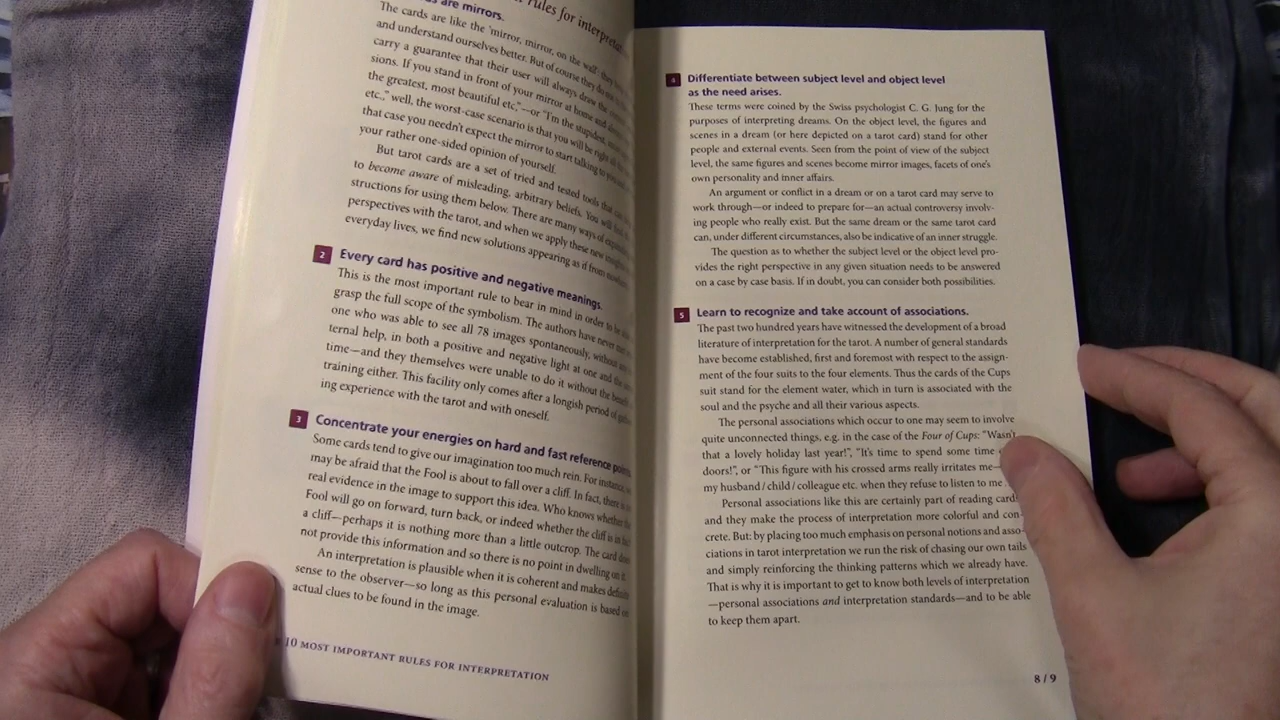 rules for interpretat
are mirrors.
The cards are like the 'mirror, mirror, on the wall': they
and understand ourselves better. But of course they do
carry a guarantee that their user will always draw the
sions. If you stand in front of your mirror at home and
the greatest, most beautiful etc,"—or "I'm the stupidest,
etc.," well, the worst-case scenario is that you will be right
that case you needn't expect the mirror to start talking to
your rather one-sided opinion of yourself.
But tarot cards are a set of tried and tested tools that
to become aware of misleading, arbitrary beliefs. You will
structions for using them below. There are many ways of
perspectives with the tarot, and when we apply these new
everyday lives, we find new solutions appearing as if from
2 Every card has positive and negative meanings.
This is the most important rule to bear in mind in order to
grasp the full scope of the symbolism. The authors have never
one who was able to see all 78 images spontaneously, without
ternal help, in both a positive and negative light at one and the
time—and they themselves were unable to do it without the
training either. This facility only comes after a longish period of
ing experience with the tarot and with oneself.
3 Concentrate your energies on hard and fast reference points
Some cards tend to give our imagination too much rein. For instance,
may be afraid that the Fool is about to fall over a cliff. In fact, there is
real evidence in the image to support this idea. Who knows whether the
Fool will go on forward, turn back, or indeed whether the cliff is in
a cliff—perhaps it is nothing more than a little outcrop. The card does
not provide this information and so there is no point in dwelling on it.
An interpretation is plausible when it is coherent and makes
sense to the observer—so long as this personal evaluation is based on
actual clues to be found in the image.
10 MOST IMPORTANT RULES FOR INTERPRETATION
4 Differentiate between subject level and object level
as the need arises.
These terms were coined by the Swiss psychologist C. G. Jung for the
purposes of interpreting dreams. On the object level, the figures and
scenes in a dream (or here depicted on a tarot card) stand for other
people and external events. Seen from the point of view of the subject
level, the same figures and scenes become mirror images, facets of one's
own personality and inner affairs.
An argument or conflict in a dream or on a tarot card may serve to
work through—or indeed to prepare for—an actual controversy involv-
ing people who really exist. But the same dream or the same tarot card
can, under different circumstances, also be indicative of an inner struggle.
The question as to whether the subject level or the object level pro-
vides the right perspective in any given situation needs to be answered
on a case by case basis. If in doubt, you can consider both possibilities.
5 Learn to recognize and take account of associations.
The past two hundred years have witnessed the development of a broad
literature of interpretation for the tarot. A number of general standards
have become established, first and foremost with respect to the assign-
ment of the four suits to the four elements. Thus the cards of the Cups
suit stand for the element water, which in turn is associated with the
soul and the psyche and all their various aspects.
The personal associations which occur to one may seem to involve
quite unconnected things, e.g. in the case of the Four of Cups: "Wasn't
that a lovely holiday last year!", "It's time to spend some time
doors!", or "This figure with his crossed arms really irritates me—
my husband / child / colleague etc. when they refuse to listen to me
Personal associations like this are certainly part of reading cards
and they make the process of interpretation more colorful and con-
crete. But: by placing too much emphasis on personal notions and asso-
ciations in tarot interpretation we run the risk of chasing our own tails
and simply reinforcing the thinking patterns which we already have.
That is why it is important to get to know both levels of interpretation
—personal associations and interpretation standards—and to be able
to keep them apart.
8 / 9